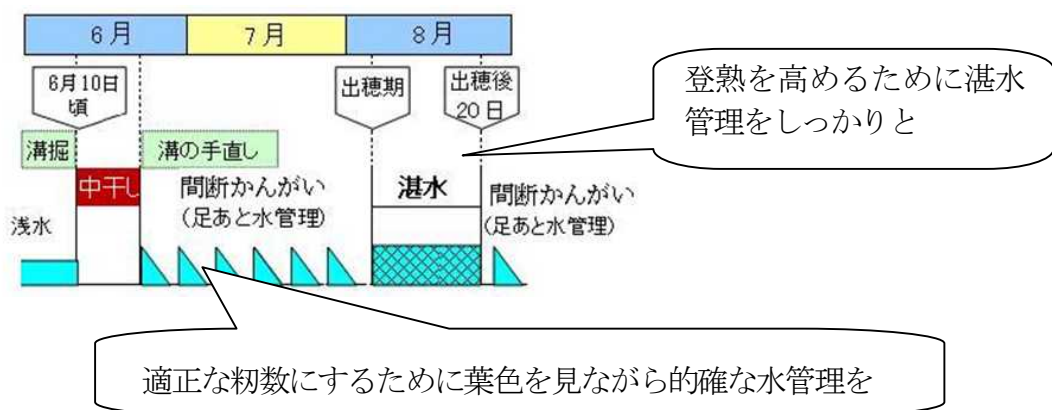 6月
7月
8月
6月10日
頃
出穂期
出穂後
20日
登熟を高めるために湛水
管理をしっかりと
溝掘
溝の手直し
中干し
間断かんがい
(足あと水管理)
湛水
間断かんがい
(足あと水管理)
浅水
適正な籾数にするために葉色を見ながら的確な水管理を